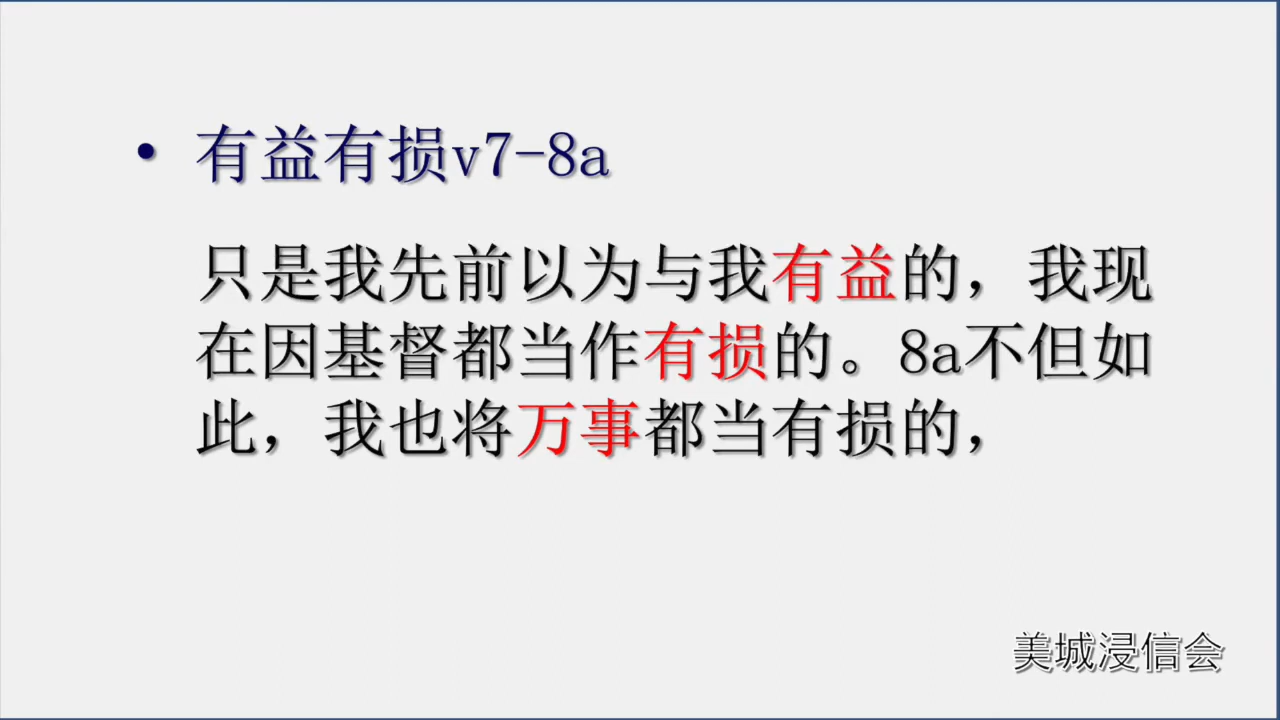 • 有益有损v7-8a
只是我先前以为与我有益的，我现
在因基督都当作有损的。8a不但如
此，我也将万事都当有损的，
美城浸信会